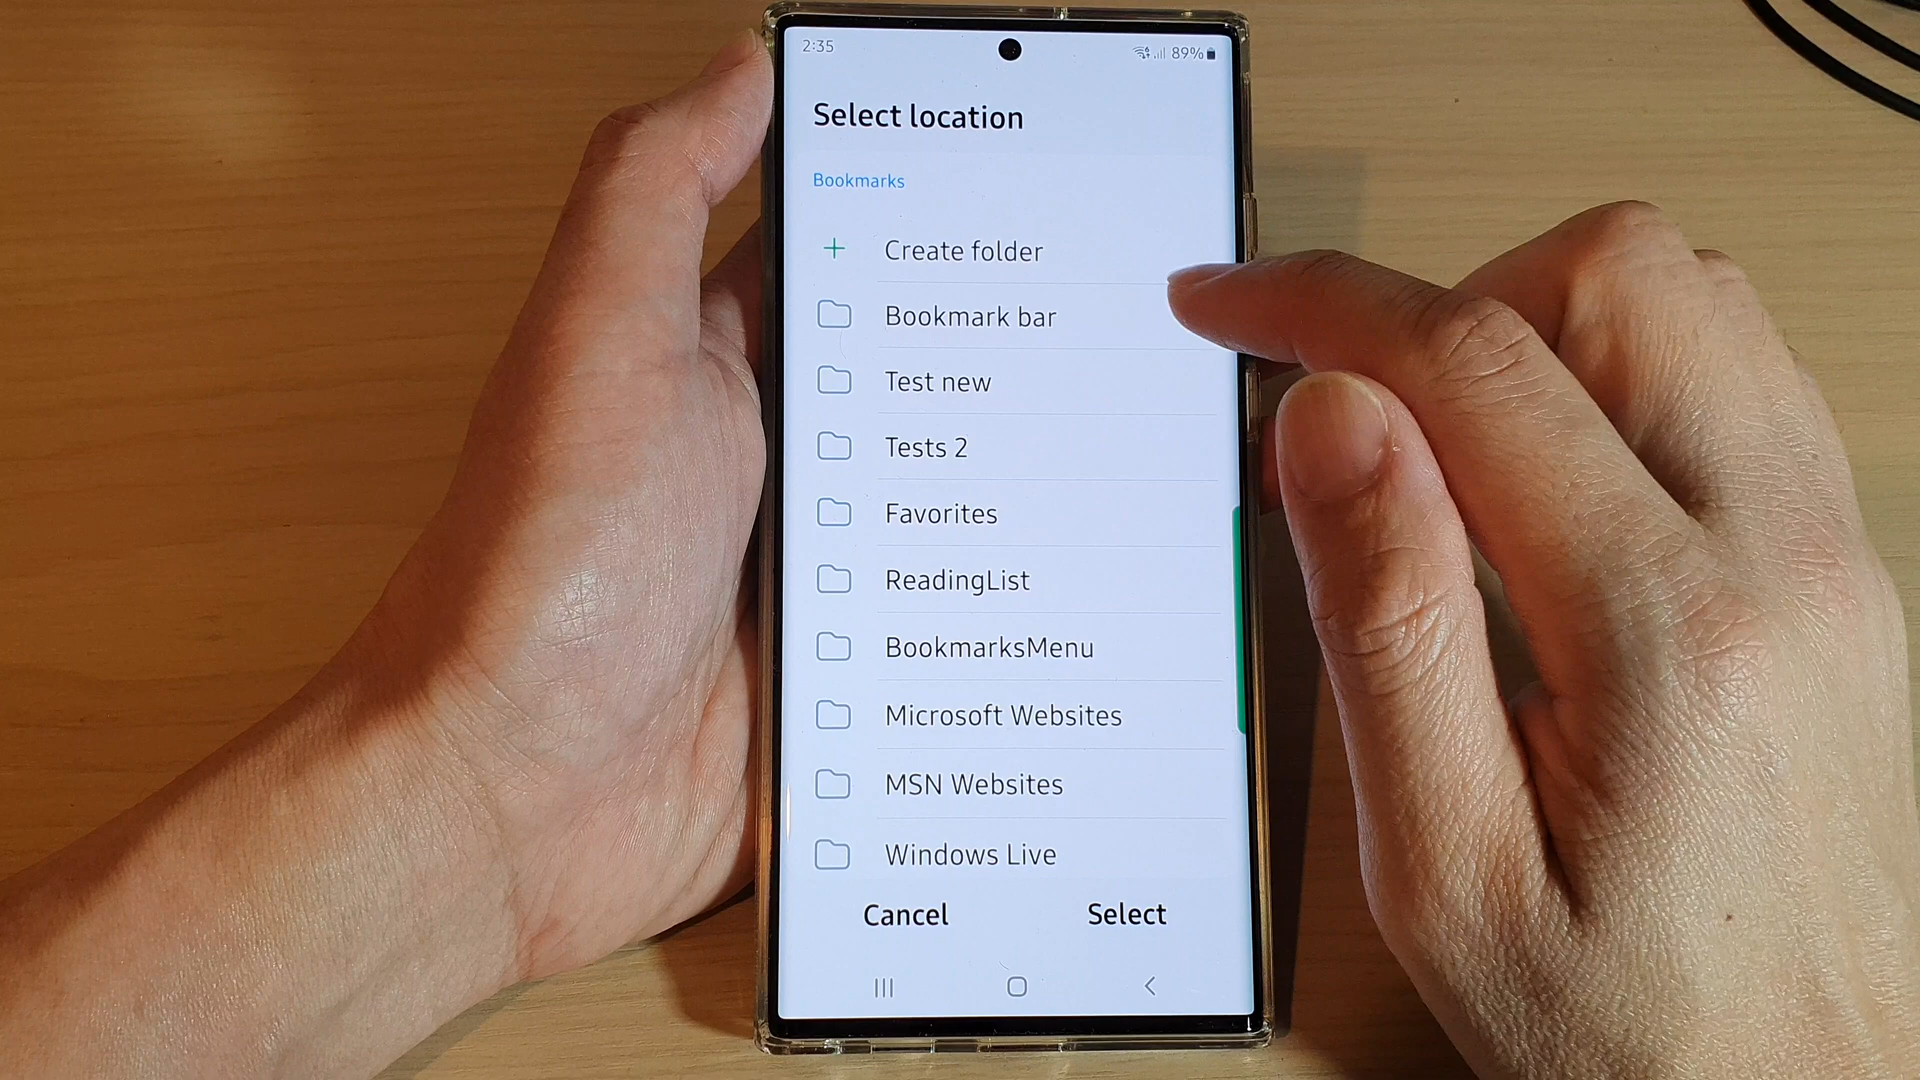 2:35
89%
Select location
Bookmarks
Create folder
Bookmark bar
Test new
Tests 2
Favorites
ReadingList
BookmarksMenu
Microsoft Websites
MSN Websites
Windows Live
Cancel
Select